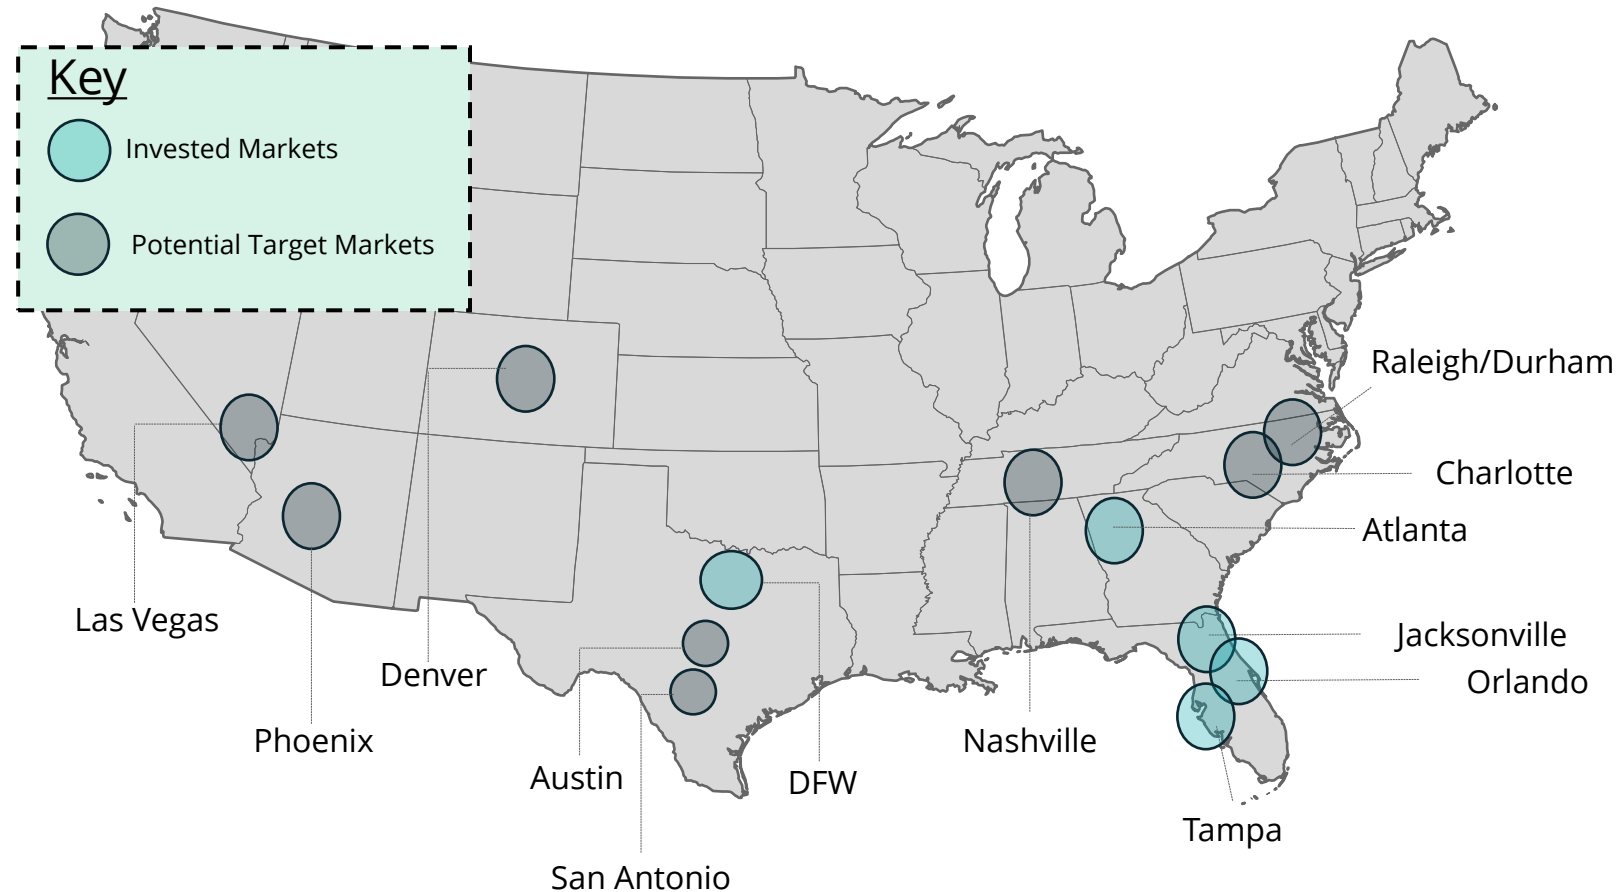 Key
Invested Markets
Potential Target Markets
Raleigh/Durham
Charlotte
Atlanta
Las Vegas
Jacksonville
Denver
Orlando
Phoenix
Nashville
Austin
DFW
Tampa
San Antonio